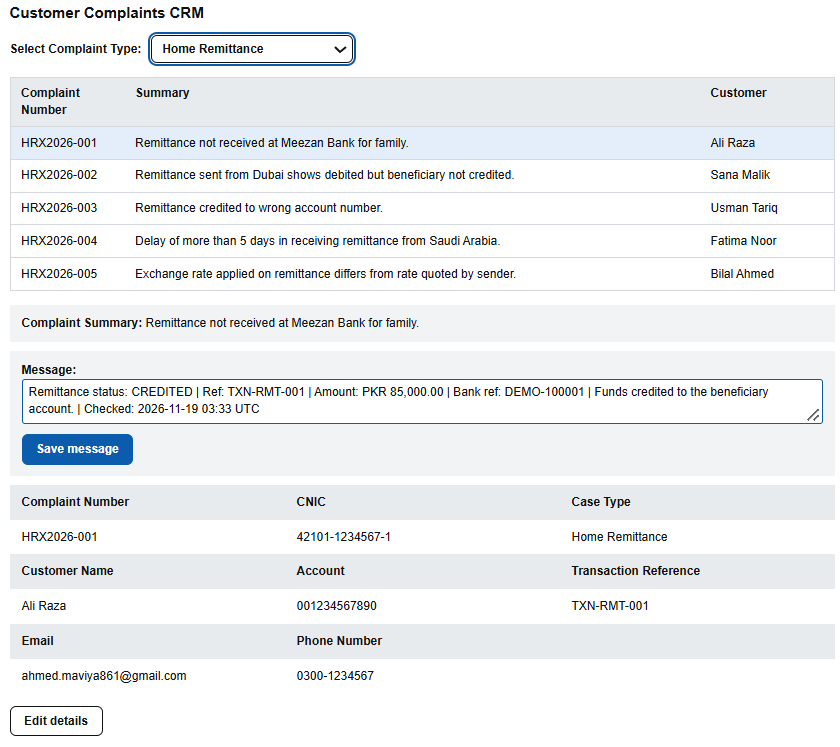 Customer Complaints CRM
Select Complaint Type: Home Remittance
Complaint Number Summary Customer
HRX2026-001 Remittance not received at Meezan Bank for family. Ali Raza
HRX2026-002 Remittance sent from Dubai shows debited but beneficiary not credited. Sana Malik
HRX2026-003 Remittance credited to wrong account number. Usman Tariq
HRX2026-004 Delay of more than 5 days in receiving remittance from Saudi Arabia. Fatima Noor
HRX2026-005 Exchange rate applied on remittance differs from rate quoted by sender. Bilal Ahmed
Complaint Summary: Remittance not received at Meezan Bank for family.
Message:
Remittance status: CREDITED | Ref: TXN-RMT-001 | Amount: PKR 85,000.00 | Bank ref: DEMO-100001 | Funds credited to the beneficiary
account. | Checked: 2026-11-19 03:33 UTC
Save message
Complaint Number CNIC Case Type
HRX2026-001 42101-1234567-1 Home Remittance
Customer Name Account Transaction Reference
Ali Raza 001234567890 TXN-RMT-001
Email Phone Number
ahmed.maviya861@gmail.com 0300-1234567
Edit details